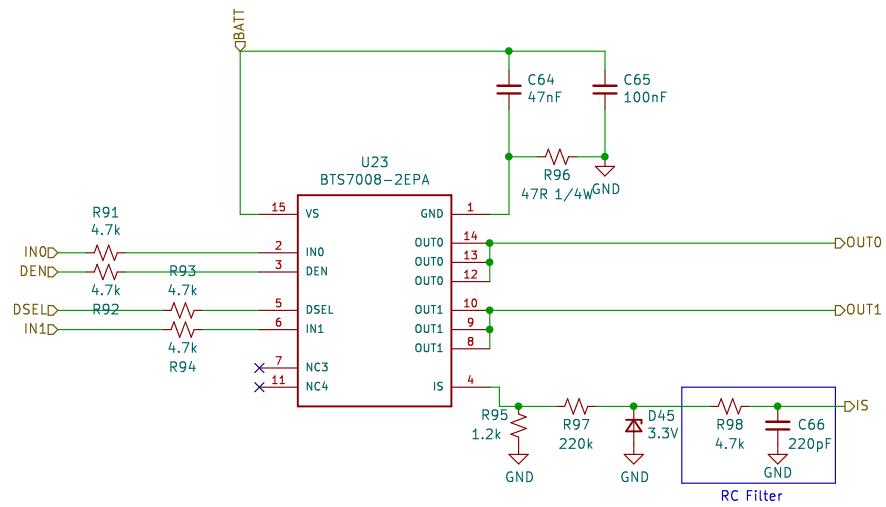 BATT
C64
47nF
C65
100nF
R96
47R 1/4W
GND
U23
BTS7008-2EPA
15
VS
GND
1
R91
4.7k
IN0
2
IN0
OUT0
14
OUT0
DEN
3
DEN
OUT0
13
4.7k
R92
R93
4.7k
OUT0
12
DSEL
5
DSEL
OUT1
10
OUT1
IN1
6
IN1
OUT1
9
4.7k
R94
OUT1
8
7
NC3
11
NC4
IS
4
R95
1.2k
GND
R97
220k
D45
3.3V
GND
R98
4.7k
C66
220pF
GND
IS
RC Filter